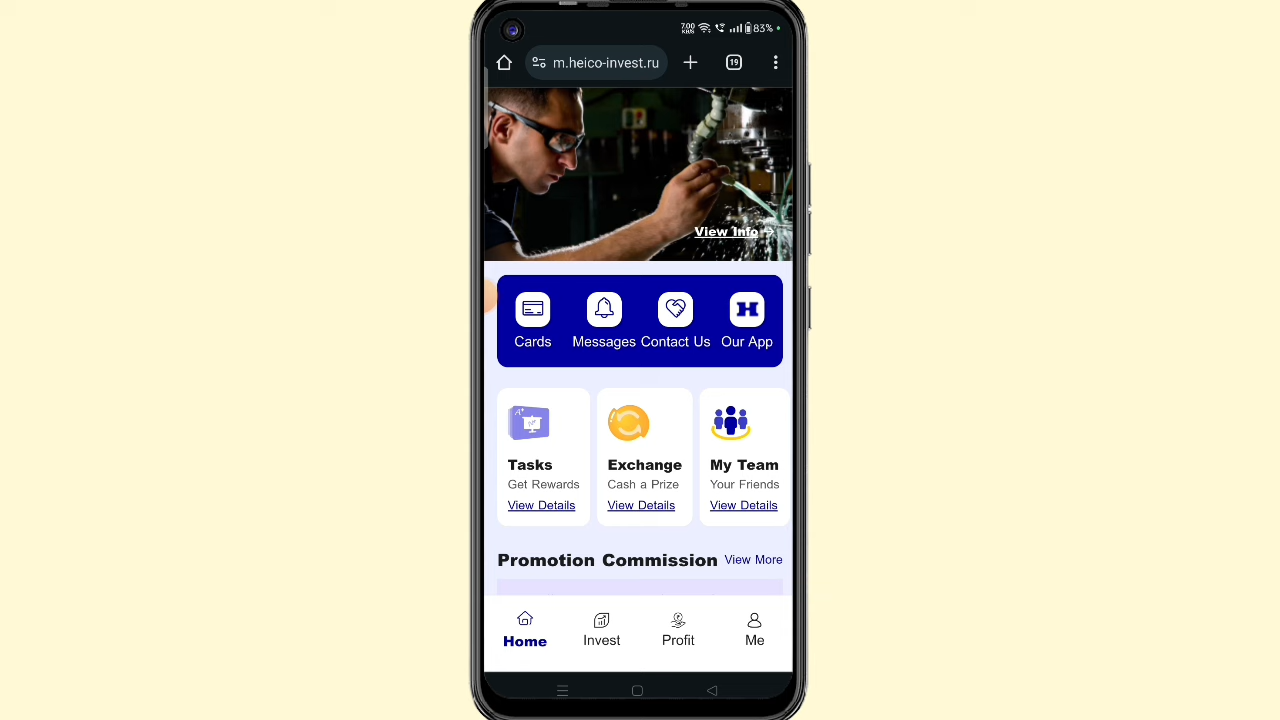 7.00 KB/S 83%
m.heico-invest.ru 19
View Info →
Cards Messages Contact Us Our App
Tasks Exchange My Team
Get Rewards Cash a Prize Your Friends
View Details View Details View Details
Promotion Commission View More
Home Invest Profit Me